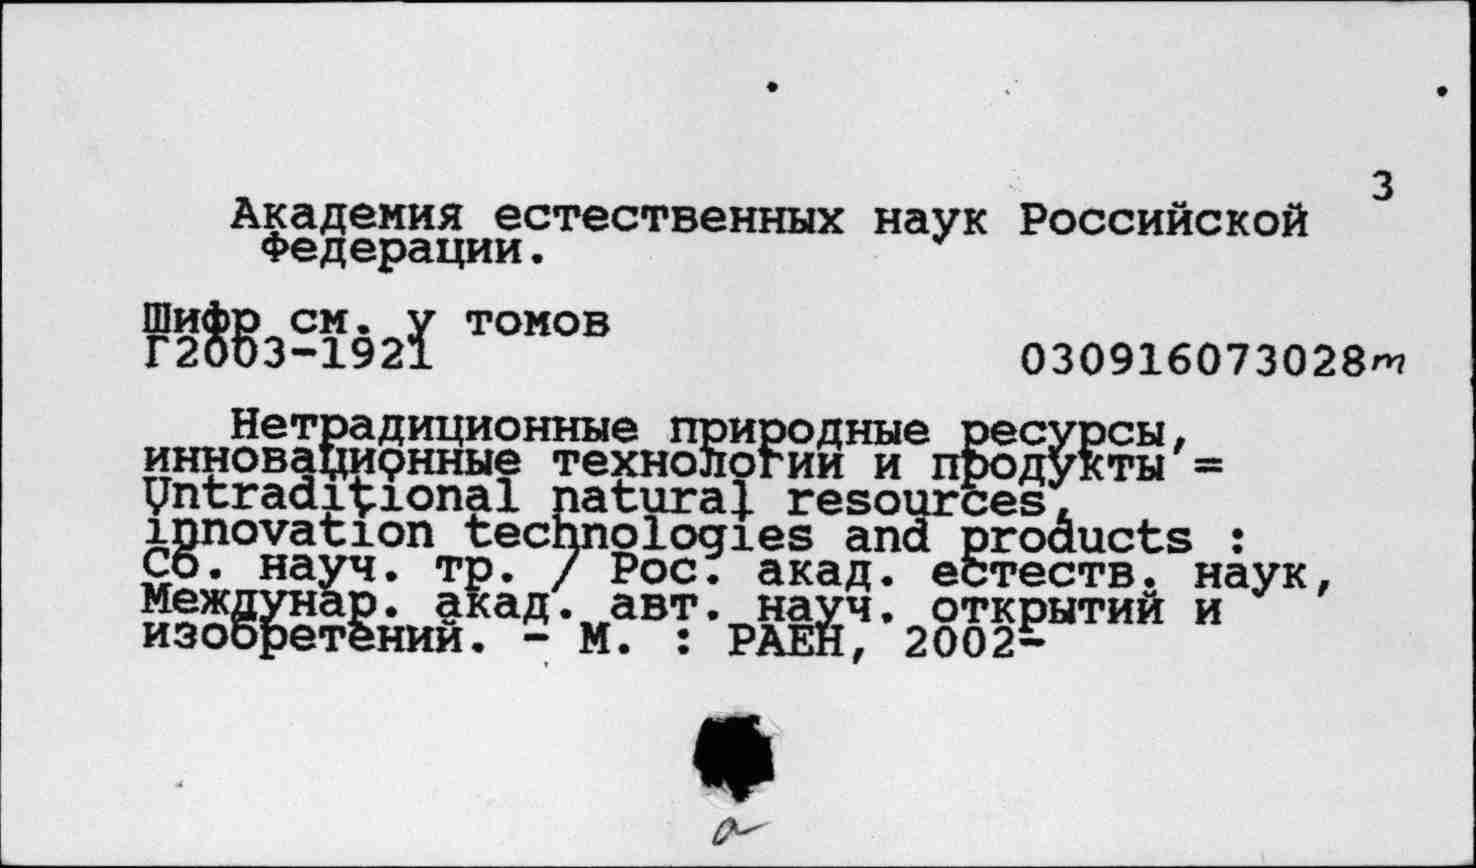 3
Академия естественных наук Российской
Федерации.
Шифр см. у томов
Г2003-1921
030916073028m
Нетрадиционные природные ресурсы,
инновационные технологии и продукты =
Untraditional natural resources,
innovation technologies and products :
Сб. науч. тр. / Рос. акад. естеств. наук,
Междунар. акад. авт. науч. открытий и
изобретений. - М. : РАЕН, 2002-